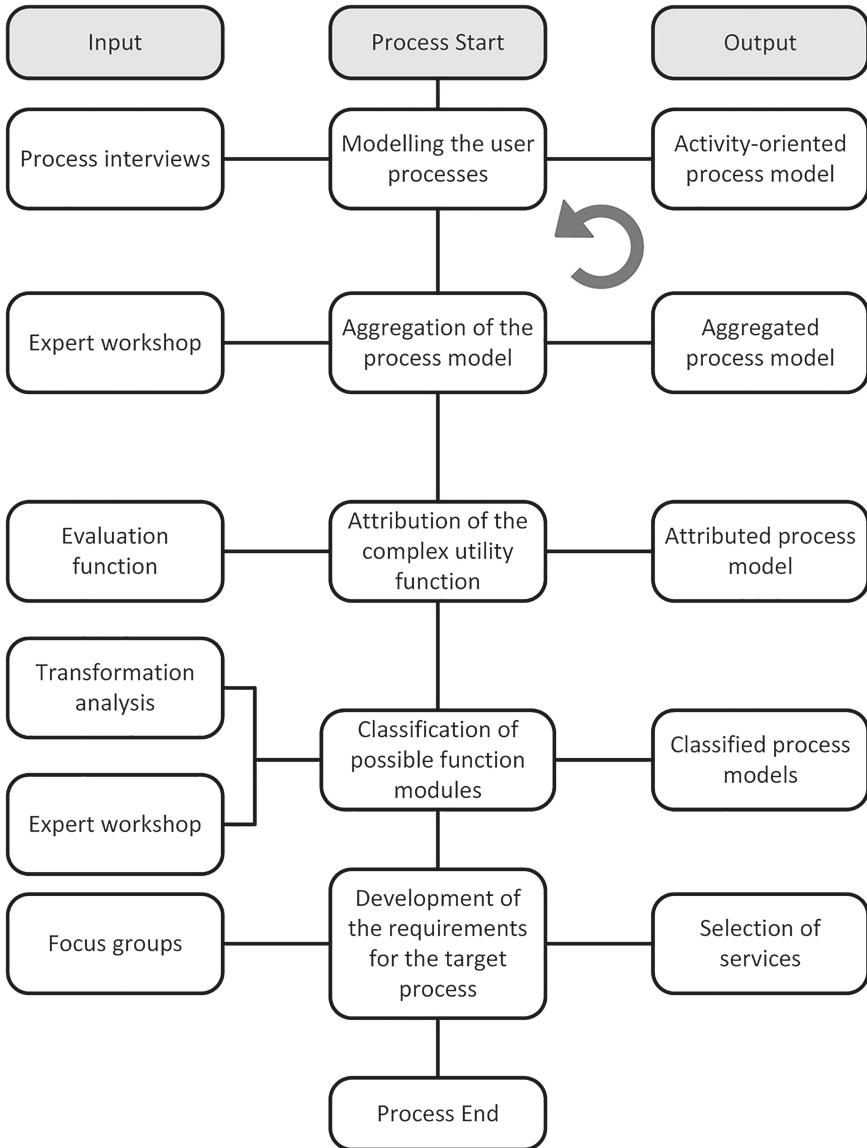 Input
Process Start
Output
Process interviews
Modelling the user
processes
Activity-oriented
process model
Expert workshop
Aggregation of the
process model
Aggregated
process model
Evaluation
function
Attribution of the
complex utility
function
Attributed process
model
Transformation
analysis
Expert workshop
Classification of
possible function
modules
Classified process
models
Focus groups
Development of
the requirements
for the target
process
Selection of
services
Process End